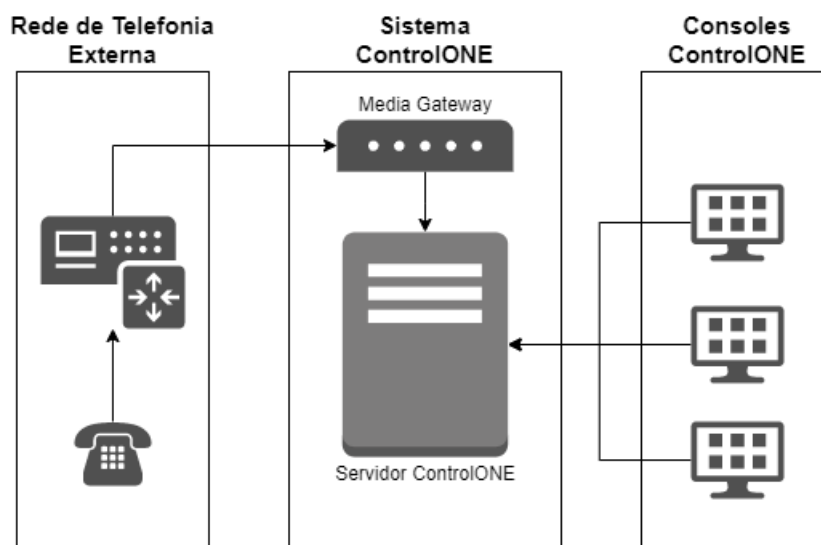 Rede de Telefonia
Externa
Sistema
ControlONE
Consoles
ControlONE
Media Gateway
Servidor ControlONE